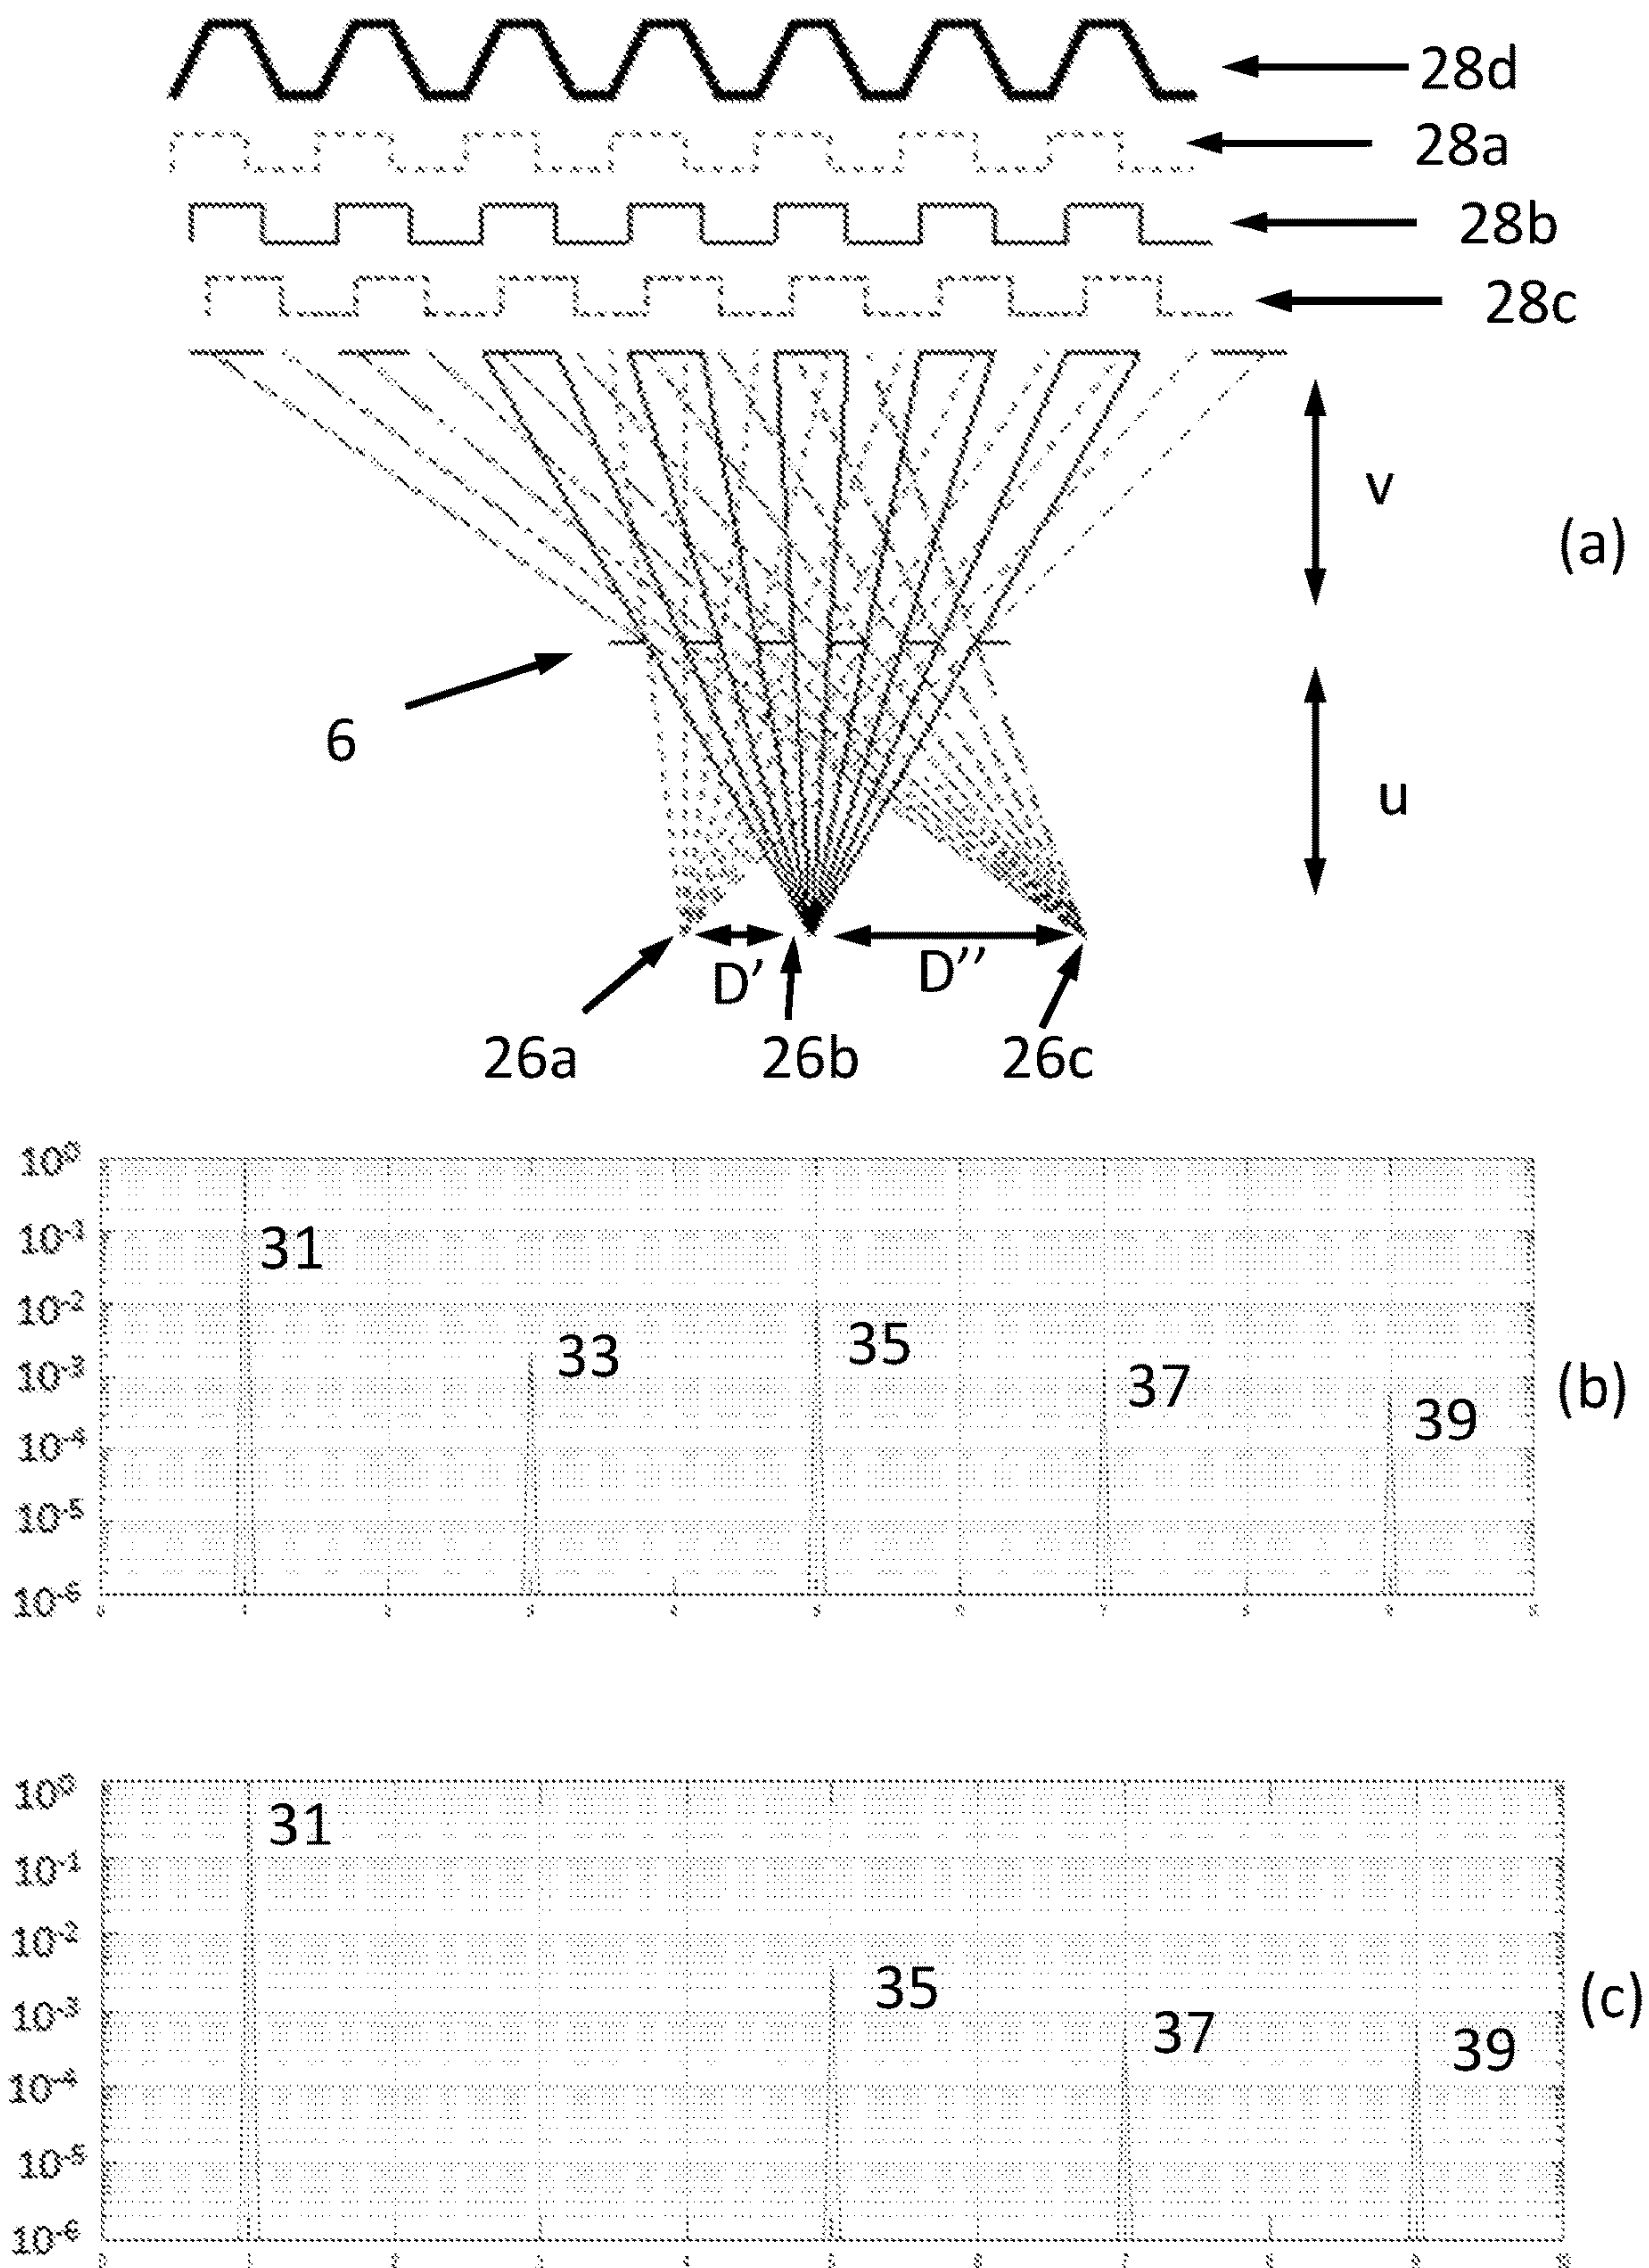 28d
28a
28b
28c
v
(a)
6
u
D’
D’’
26a
26b
26c
10⁰
10⁻¹
31
10⁻²
33
35
10⁻³
37
(b)
39
10⁻⁴
10⁻⁵
10⁻⁶
10⁰
31
10⁻¹
10⁻²
35
(c)
10⁻³
37
39
10⁻⁴
10⁻⁵
10⁻⁶